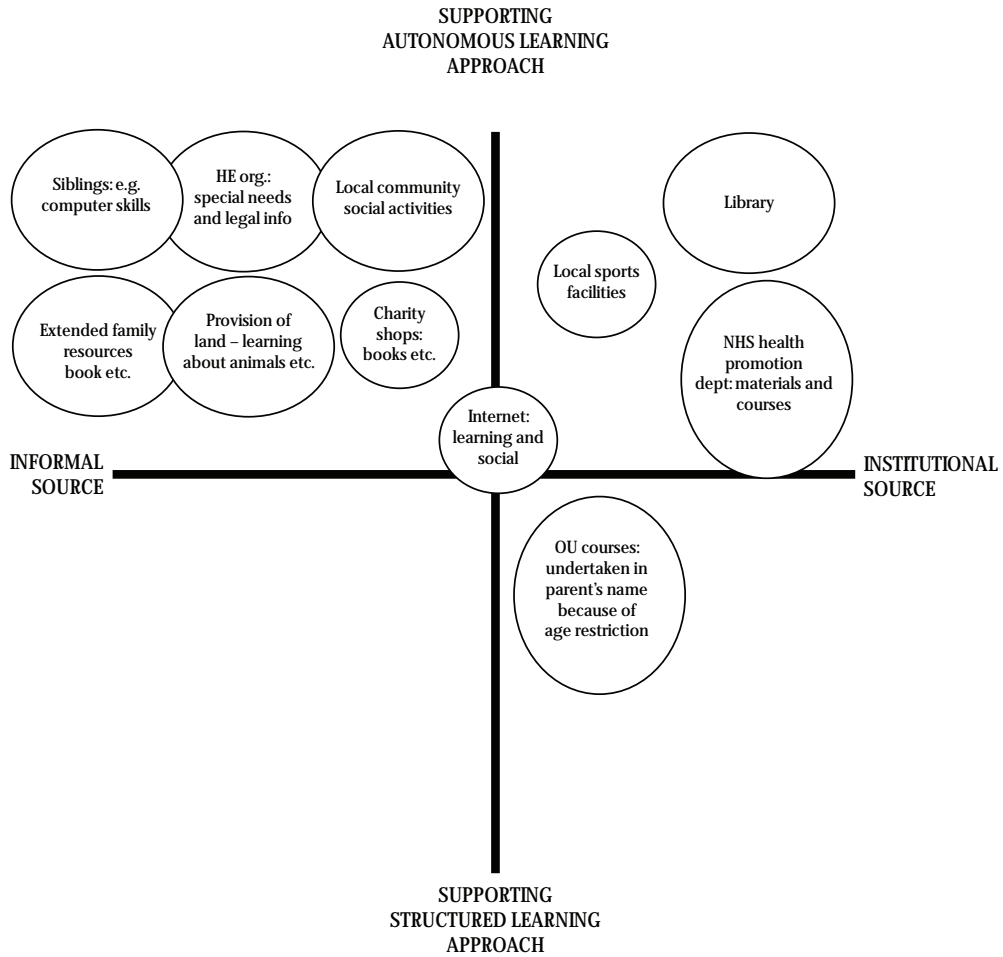 SUPPORTING
AUTONOMOUS LEARNING
APPROACH
Siblings: e.g.
computer skills
HE org.:
special needs
and legal info
Local community
social activities
Library
Local sports
facilities
Extended family
resources
book etc.
Provision of
land – learning
about animals etc.
Charity
shops:
books etc.
NHS health
promotion
dept: materials and
courses
Internet:
learning and
social
INFORMAL
SOURCE
INSTITUTIONAL
SOURCE
OU courses:
undertaken in
parent's name
because of
age restriction
SUPPORTING
STRUCTURED LEARNING
APPROACH